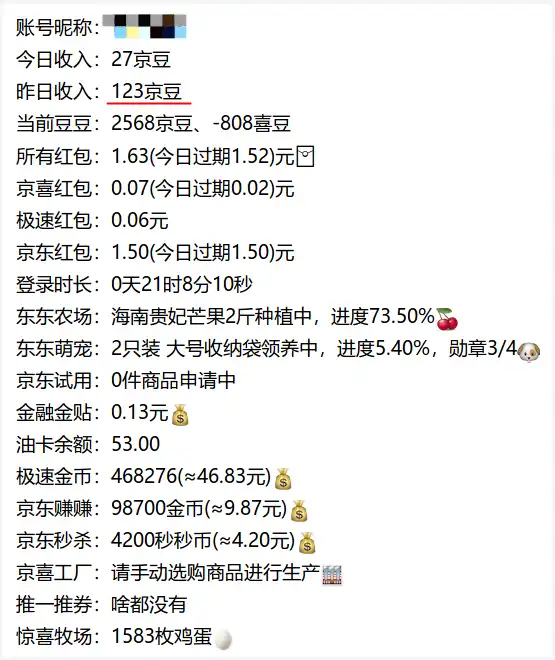 账号昵称：
今日收入：27京豆
昨日收入：123京豆
当前豆豆：2568京豆、-808喜豆
所有红包：1.63(今日过期1.52)元
京喜红包：0.07(今日过期0.02)元
极速红包：0.06元
京东红包：1.50(今日过期1.50)元
登录时长：0天21时8分10秒
东东农场：海南贵妃芒果2斤种植中，进度73.50%🍒
东东萌宠：2只装 大号收纳袋领养中，进度5.40%，勋章3/4🐶
京东试用：0件商品申请中
金融金贴：0.13元💰
油卡余额：53.00
极速金币：468276(≈46.83元)💰
京东赚赚：98700金币(≈9.87元)💰
京东秒杀：4200秒秒币(≈4.20元)💰
京喜工厂：请手动选购商品进行生产🏭
推一推券：啥都没有
惊喜牧场：1583枚鸡蛋🥚